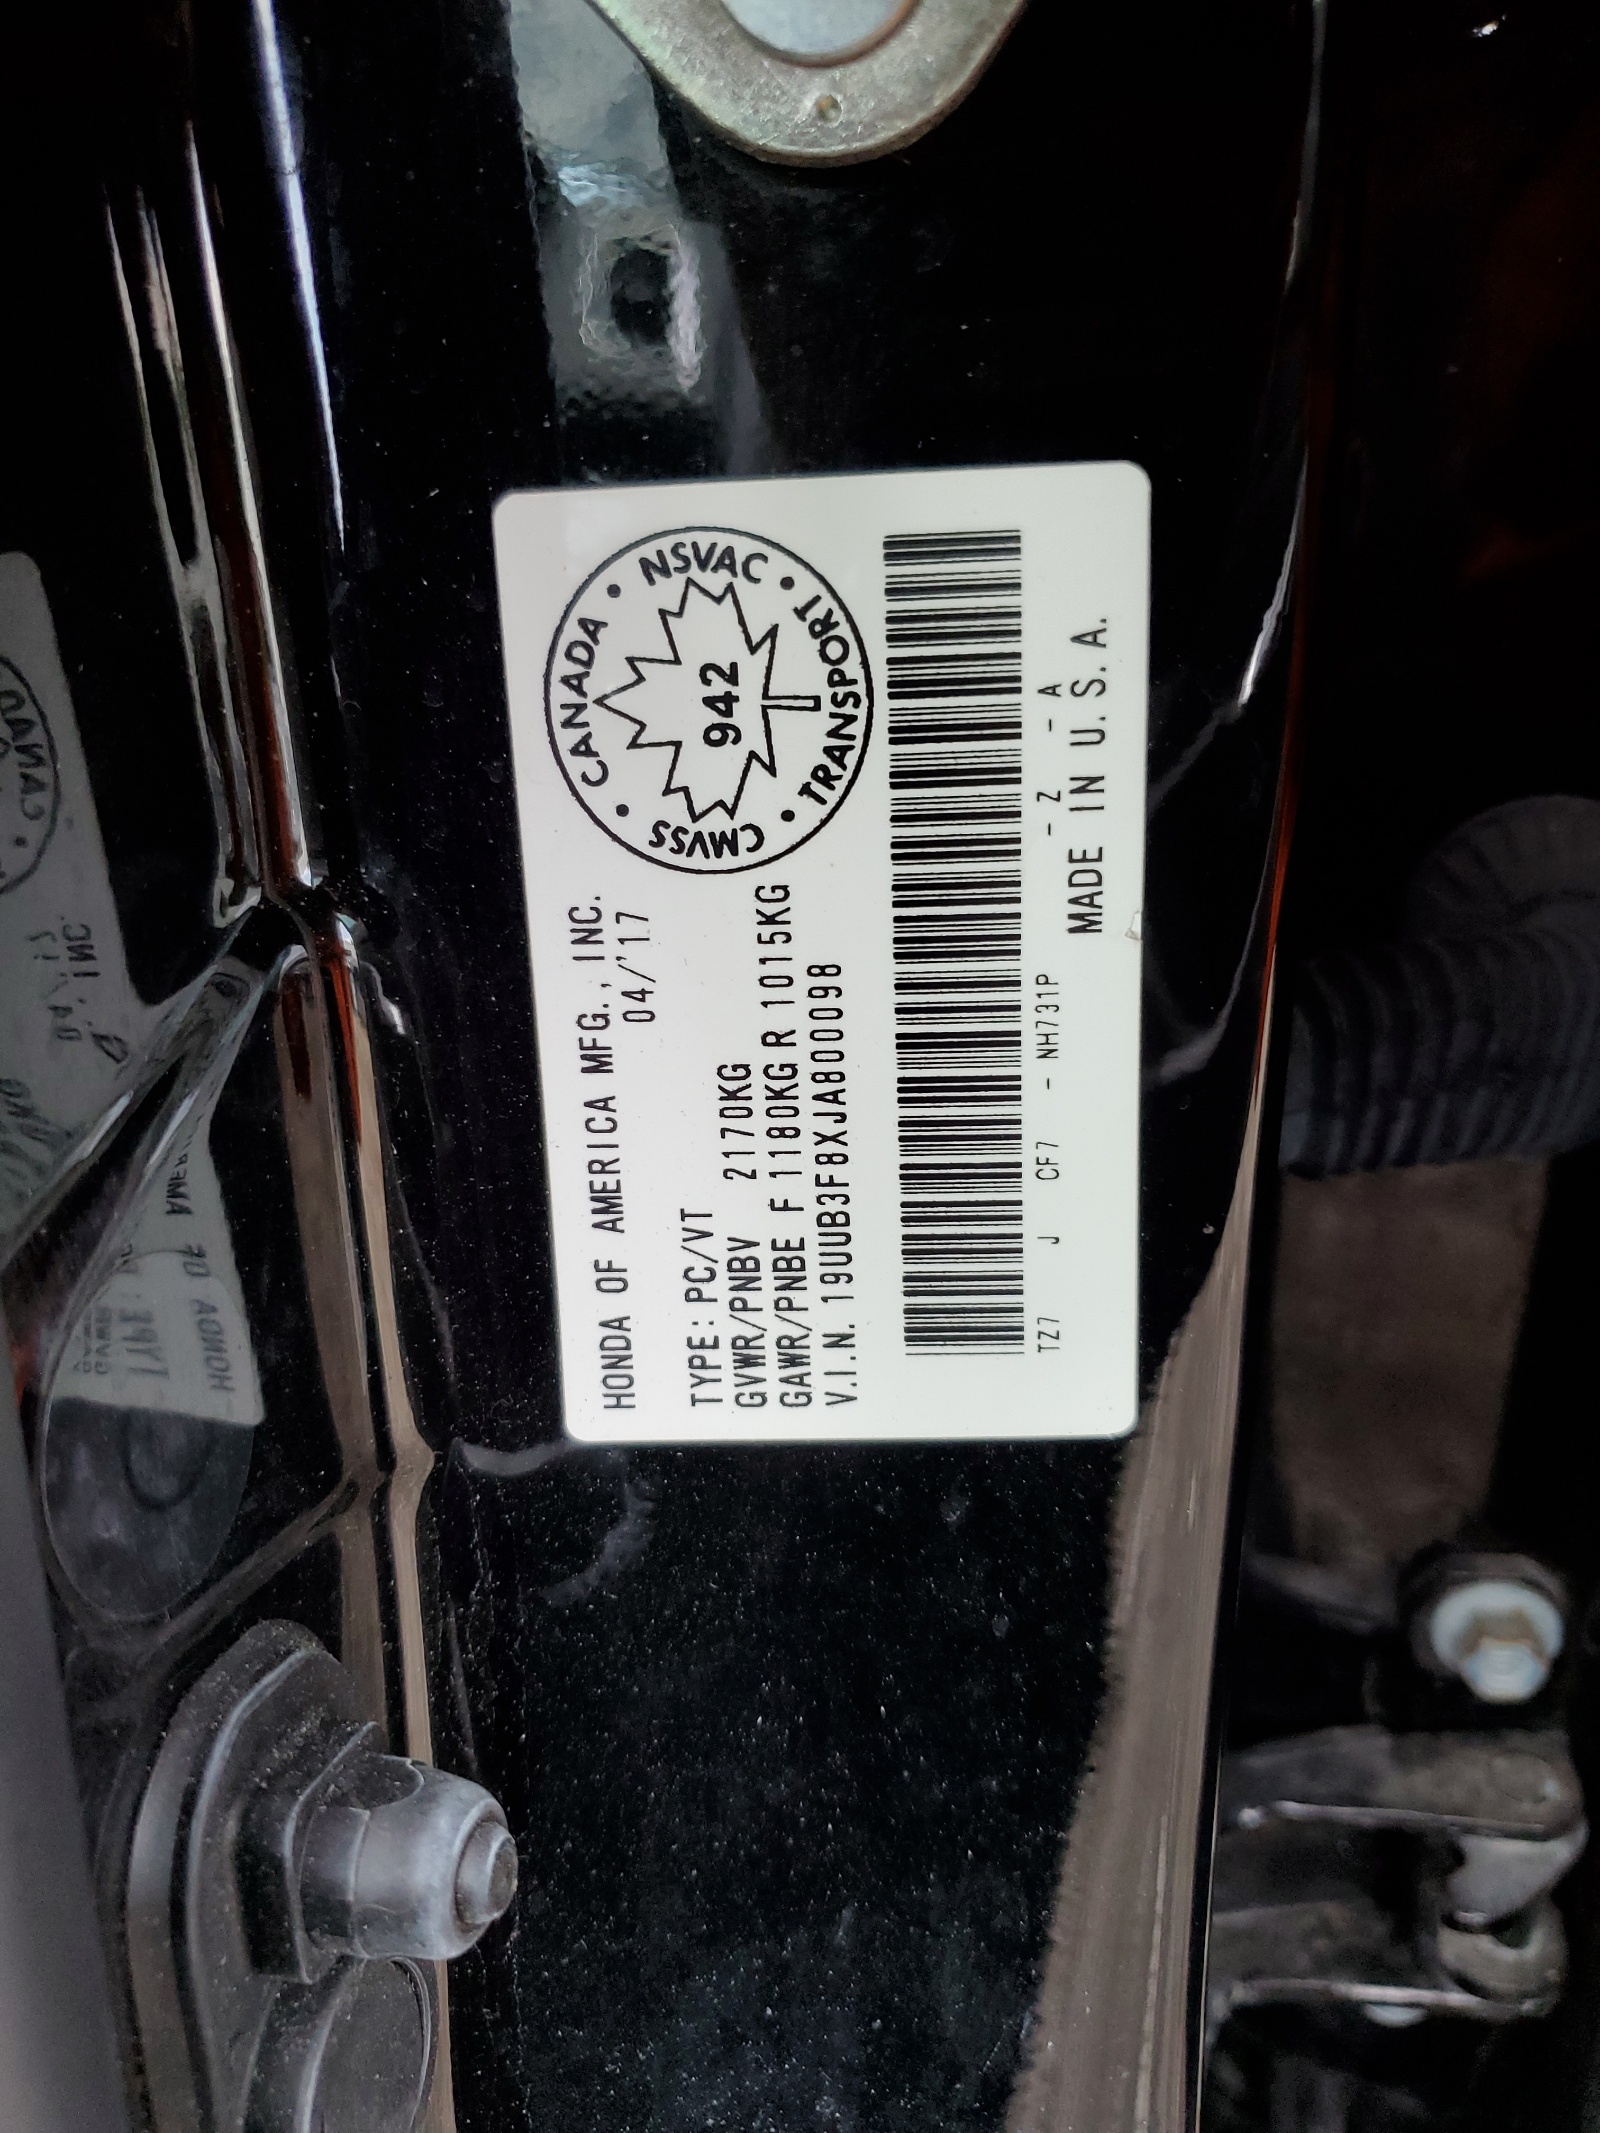 HONDA OF AMERICA MFG., INC.
04/'17
TYPE: PC/VT
GVWR/PNBV 2170KG
GAWR/PNBE F 1180KG R 1015KG
V.I.N. 19UUB3F8XJA800098
CANADA • NSVAC • TRANSPORT • CMVSS •
942
TZ7 J CF7 - NH731P - Z - A
MADE IN U.S.A.